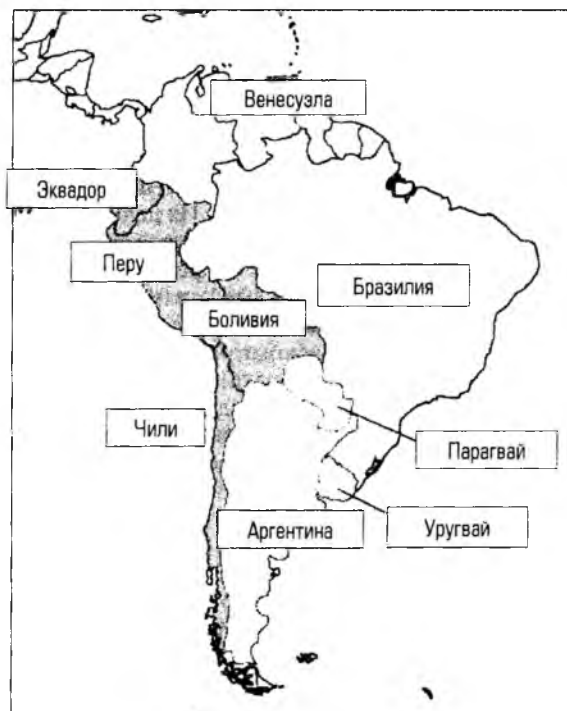 Венесуэла
Эквадор
Перу
Бразилия
Боливия
Чили
Парагвай
Аргентина
Уругвай